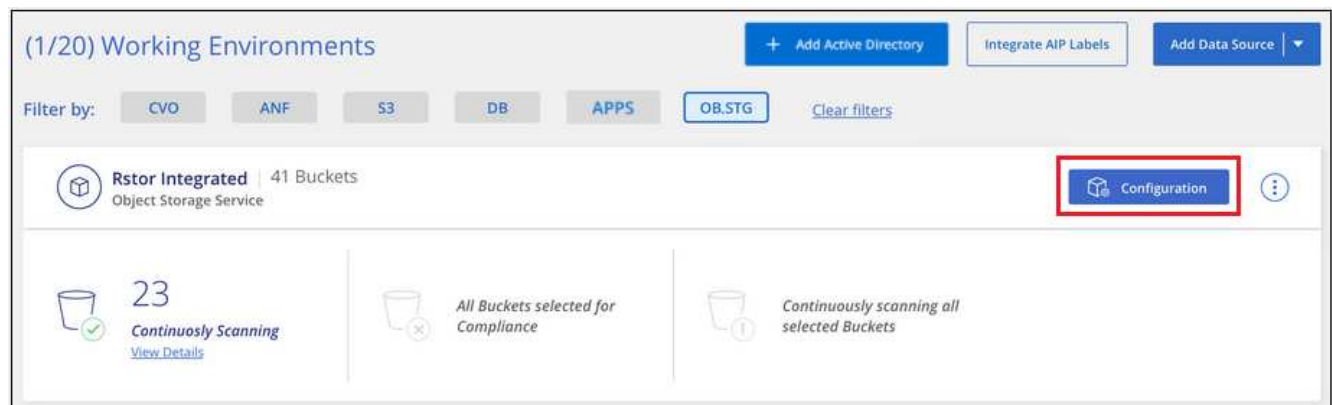 (1/20) Working Environments
+ Add Active Directory
Integrate AIP Labels
Add Data Source
Filter by:
CVO
ANF
S3
DB
APPS
OB.STG
Clear filters
Rstor Integrated | 41 Buckets
Object Storage Service
Configuration
23
Continuosly Scanning
View Details
All Buckets selected for
Compliance
Continuously scanning all
selected Buckets